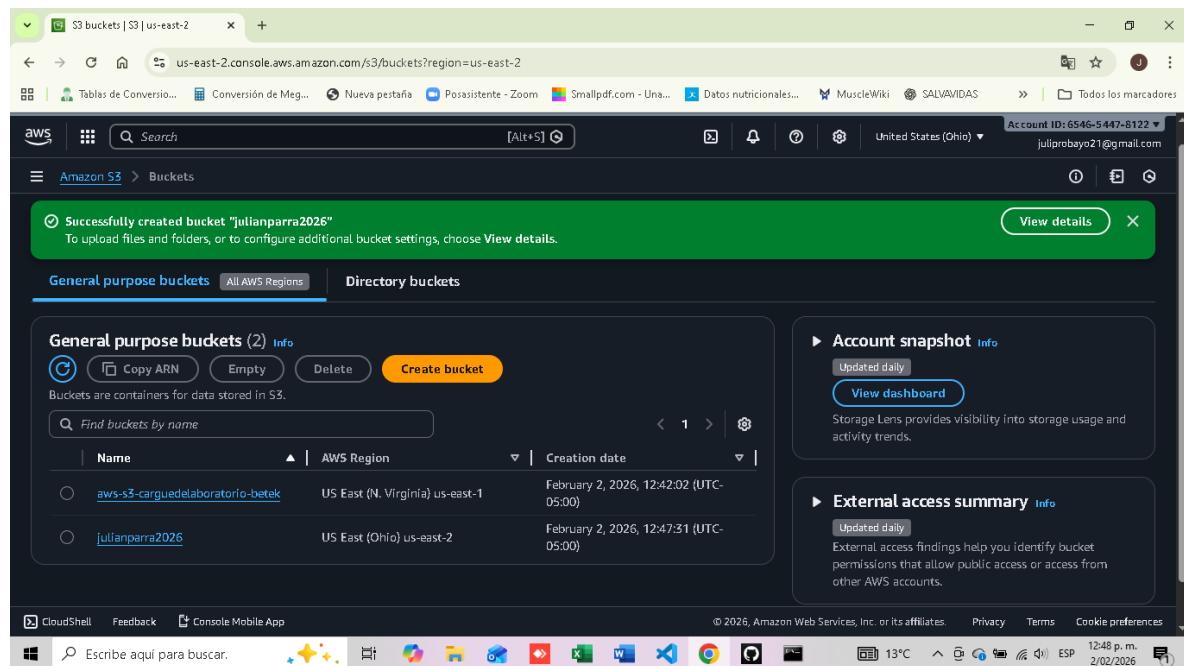 S3 buckets | S3 | us-east-2
us-east-2.console.aws.amazon.com/s3/buckets?region=us-east-2
J
Tablas de Conversio...
Conversión de Meg...
Nueva pestaña
Posasistente - Zoom
Smallpdf.com - Una...
Datos nutricionales...
MuscleWiki
SALVAVIDAS
Todos los marcadores
aws
Search
[Alt+S]
United States (Ohio)
Account ID: 6546-5447-8122
juliprobayo21@gmail.com
Amazon S3
Buckets
Successfully created bucket "julianparra2026"
To upload files and folders, or to configure additional bucket settings, choose View details.
View details
General purpose buckets
All AWS Regions
Directory buckets
General purpose buckets (2)
Info
Copy ARN
Empty
Delete
Create bucket
Buckets are containers for data stored in S3.
Find buckets by name
1
Name
AWS Region
Creation date
aws-s3-carguedelaboratorio-betek
US East (N. Virginia) us-east-1
February 2, 2026, 12:42:02 (UTC-
05:00)
julianparra2026
US East (Ohio) us-east-2
February 2, 2026, 12:47:31 (UTC-
05:00)
Account snapshot
Info
Updated daily
View dashboard
Storage Lens provides visibility into storage usage and
activity trends.
External access summary
Info
Updated daily
External access findings help you identify bucket
permissions that allow public access or access from
other AWS accounts.
CloudShell
Feedback
Console Mobile App
© 2026, Amazon Web Services, Inc. or its affiliates.
Privacy
Terms
Cookie preferences
Escribe aquí para buscar.
13°C
ESP
12:48 p. m.
2/02/2026
1